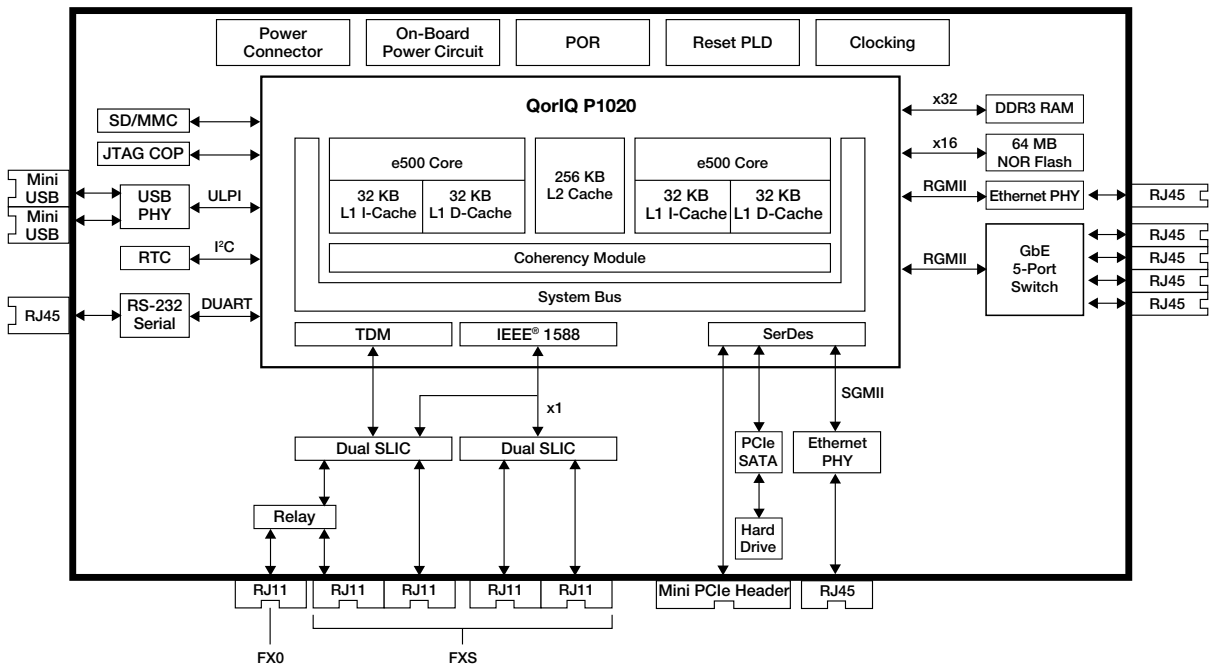 Power
Connector
On-Board
Power Circuit
POR
Reset PLD
Clocking
QorIQ P1020
SD/MMC
JTAG COP
Mini
USB
Mini
USB
USB
PHY
ULPI
RTC
I²C
RJ45
RS-232
Serial
DUART
e500 Core
32 KB
L1 I-Cache
32 KB
L1 D-Cache
256 KB
L2 Cache
e500 Core
32 KB
L1 I-Cache
32 KB
L1 D-Cache
Coherency Module
System Bus
TDM
IEEE® 1588
SerDes
x32
DDR3 RAM
x16
64 MB
NOR Flash
RGMII
Ethernet PHY
RJ45
RGMII
GbE
5-Port
Switch
RJ45
RJ45
RJ45
RJ45
x1
SGMII
Dual SLIC
Dual SLIC
PCIe
SATA
Ethernet
PHY
Relay
Hard
Drive
RJ11
RJ11
RJ11
RJ11
RJ11
Mini PCIe Header
RJ45
FX0
FXS